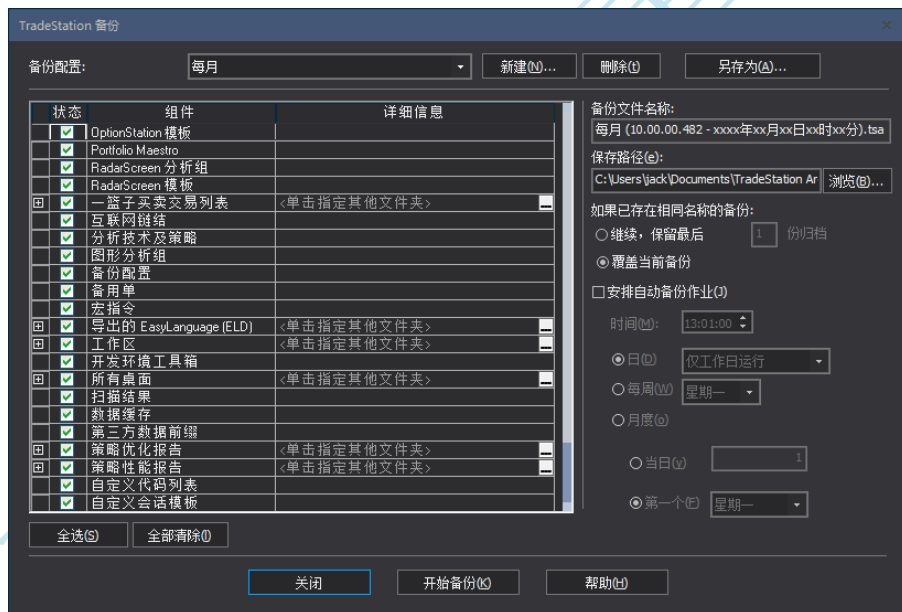 TradeStation 备份
备份配置: 每月 新建(N)... 删除(t) 另存为(A)...
状态 组件 详细信息
OptionStation 模板
Portfolio Maestro
RadarScreen 分析组
RadarScreen 模板
一篮子买卖交易列表 <单击指定其他文件夹> ...
互联网链结
分析技术及策略
图形分析组
备份配置
备用单
宏指令
导出的 EasyLanguage (ELD) <单击指定其他文件夹> ...
工作区 <单击指定其他文件夹> ...
开发环境工具箱
所有桌面 <单击指定其他文件夹> ...
扫描结果
数据缓存
第三方数据前缀
策略优化报告 <单击指定其他文件夹> ...
策略性能报告 <单击指定其他文件夹> ...
自定义代码列表
自定义会话模板
全选(S) 全部清除(I)
备份文件名称:
每月 (10.00.00.482 - xxxx年xx月xx日xx时xx分).tsa
保存路径(e):
C:\Users\jack\Documents\TradeStation Ar 浏览(B)...
如果已存在相同名称的备份:
继续，保留最后 1 份归档
覆盖当前备份
安排自动备份作业(J)
时间(M): 13:01:00
日(D) 仅工作日运行
每周(W) 星期一
月度(o)
当日(y) 1
第一个(F) 星期一
关闭 开始备份(K) 帮助(H)